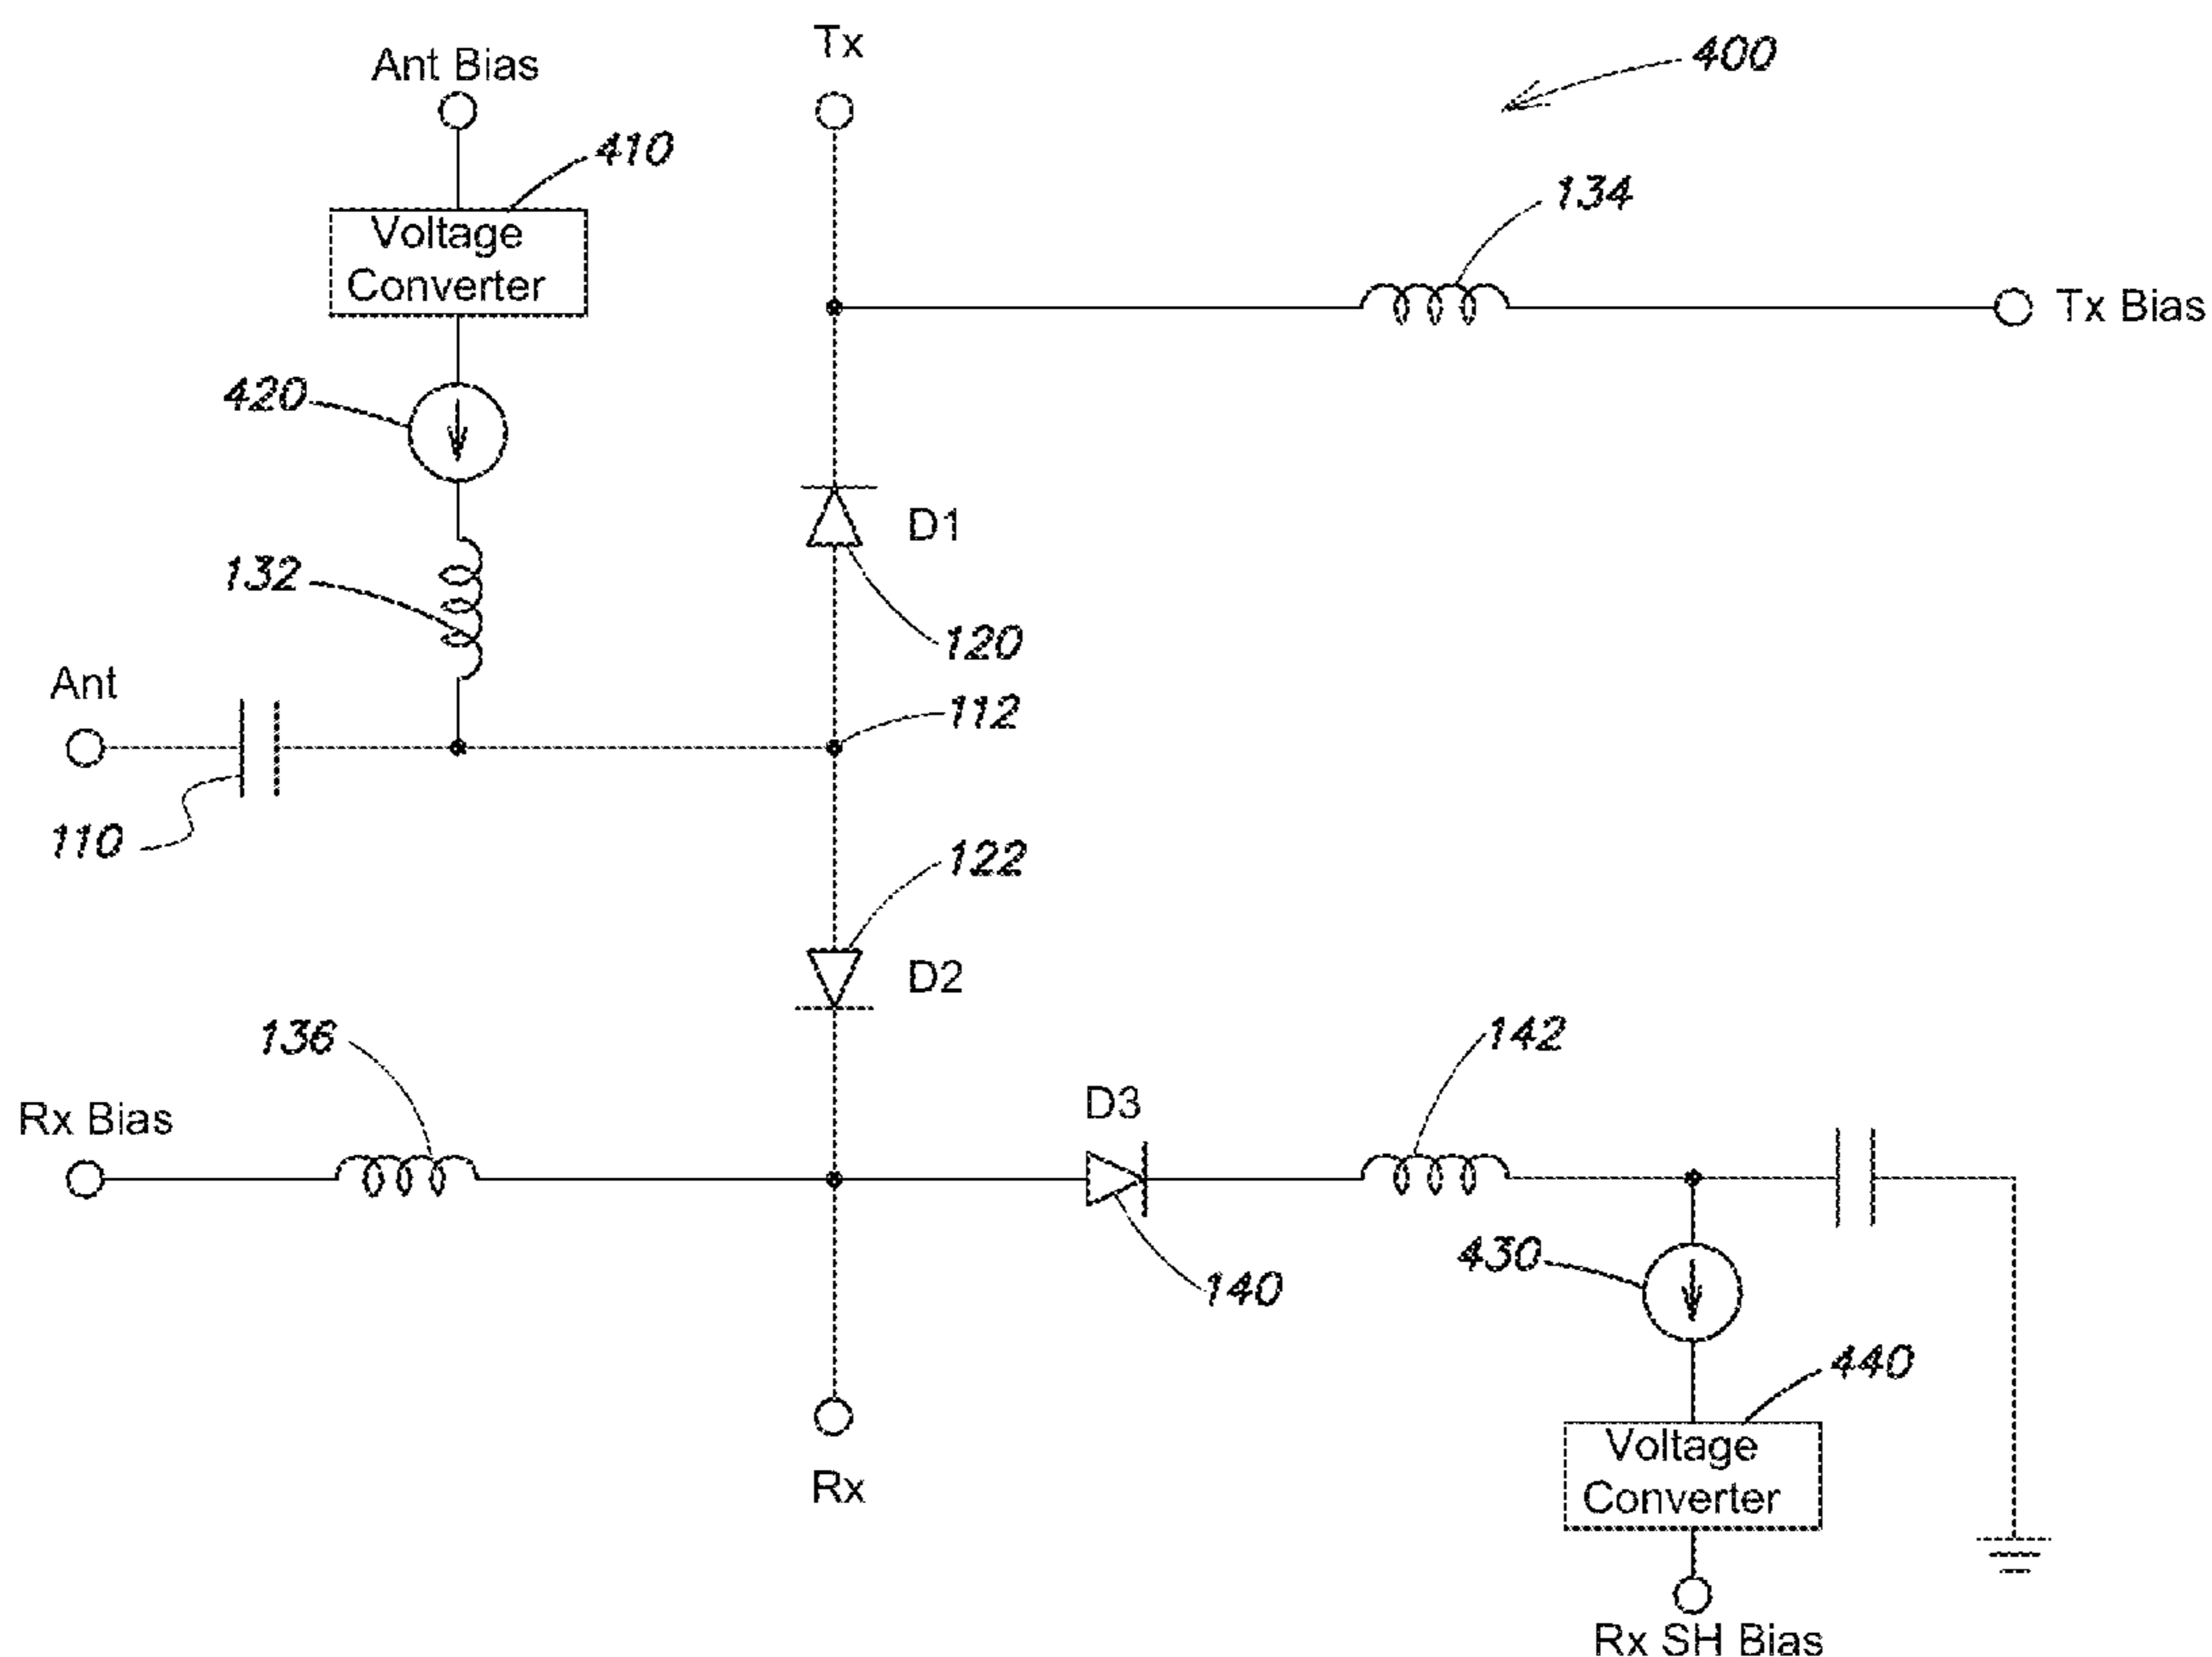 Tx
400
Ant Bias
410
134
Voltage
Converter
Tx Bias
420
D1
132
120
Ant
112
110
122
D2
136
142
D3
Rx Bias
430
140
440
Voltage
Converter
Rx
Rx SH Bias